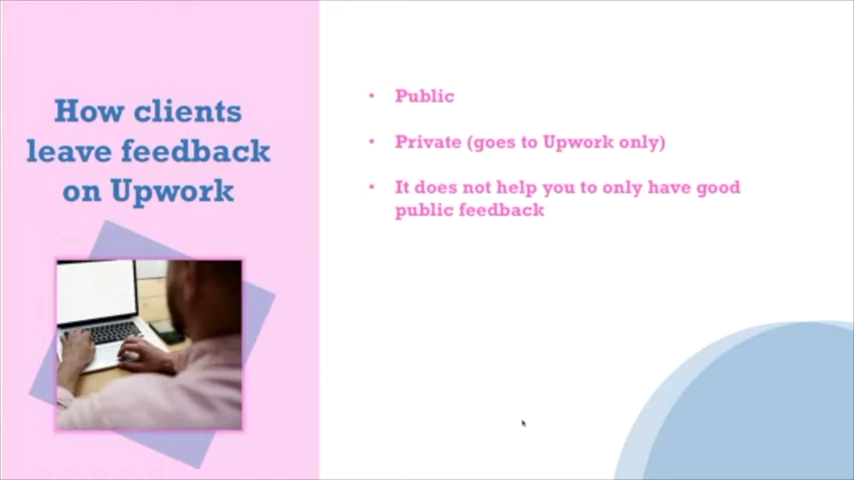 How clients
leave feedback
on Upwork
• Public
• Private (goes to Upwork only)
• It does not help you to only have good
public feedback